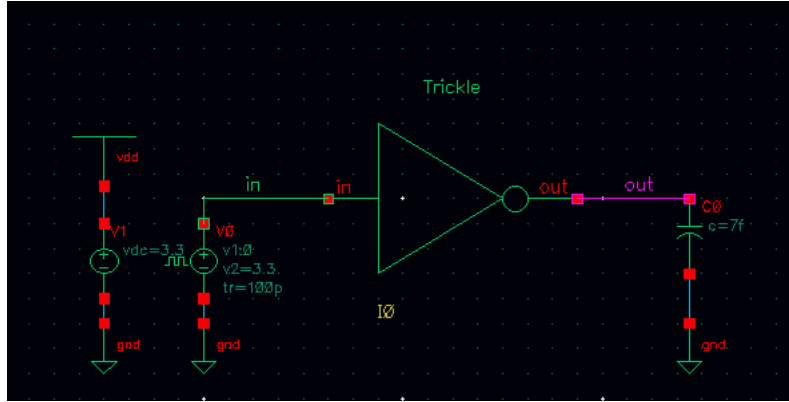 Trickle
vdd
in
in
out
out
V1
vdc=3.3
V0
v1:0
v2=3.3
tr=100p
C0
c=7f
I0
gnd
gnd
gnd